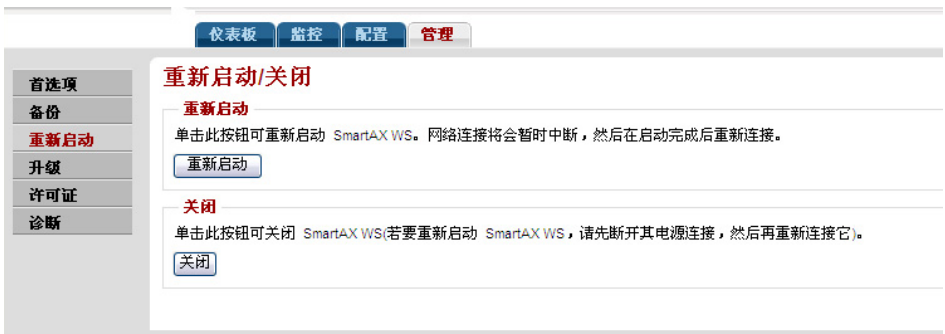 仪表板 监控 配置 管理
首选项
备份
重新启动
升级
许可证
诊断
重新启动/关闭
重新启动
单击此按钮可重新启动 SmartAX WS。网络连接将会暂时中断，然后在启动完成后重新连接。
重新启动
关闭
单击此按钮可关闭 SmartAX WS(若要重新启动 SmartAX WS，请先断开其电源连接，然后再重新连接它)。
关闭